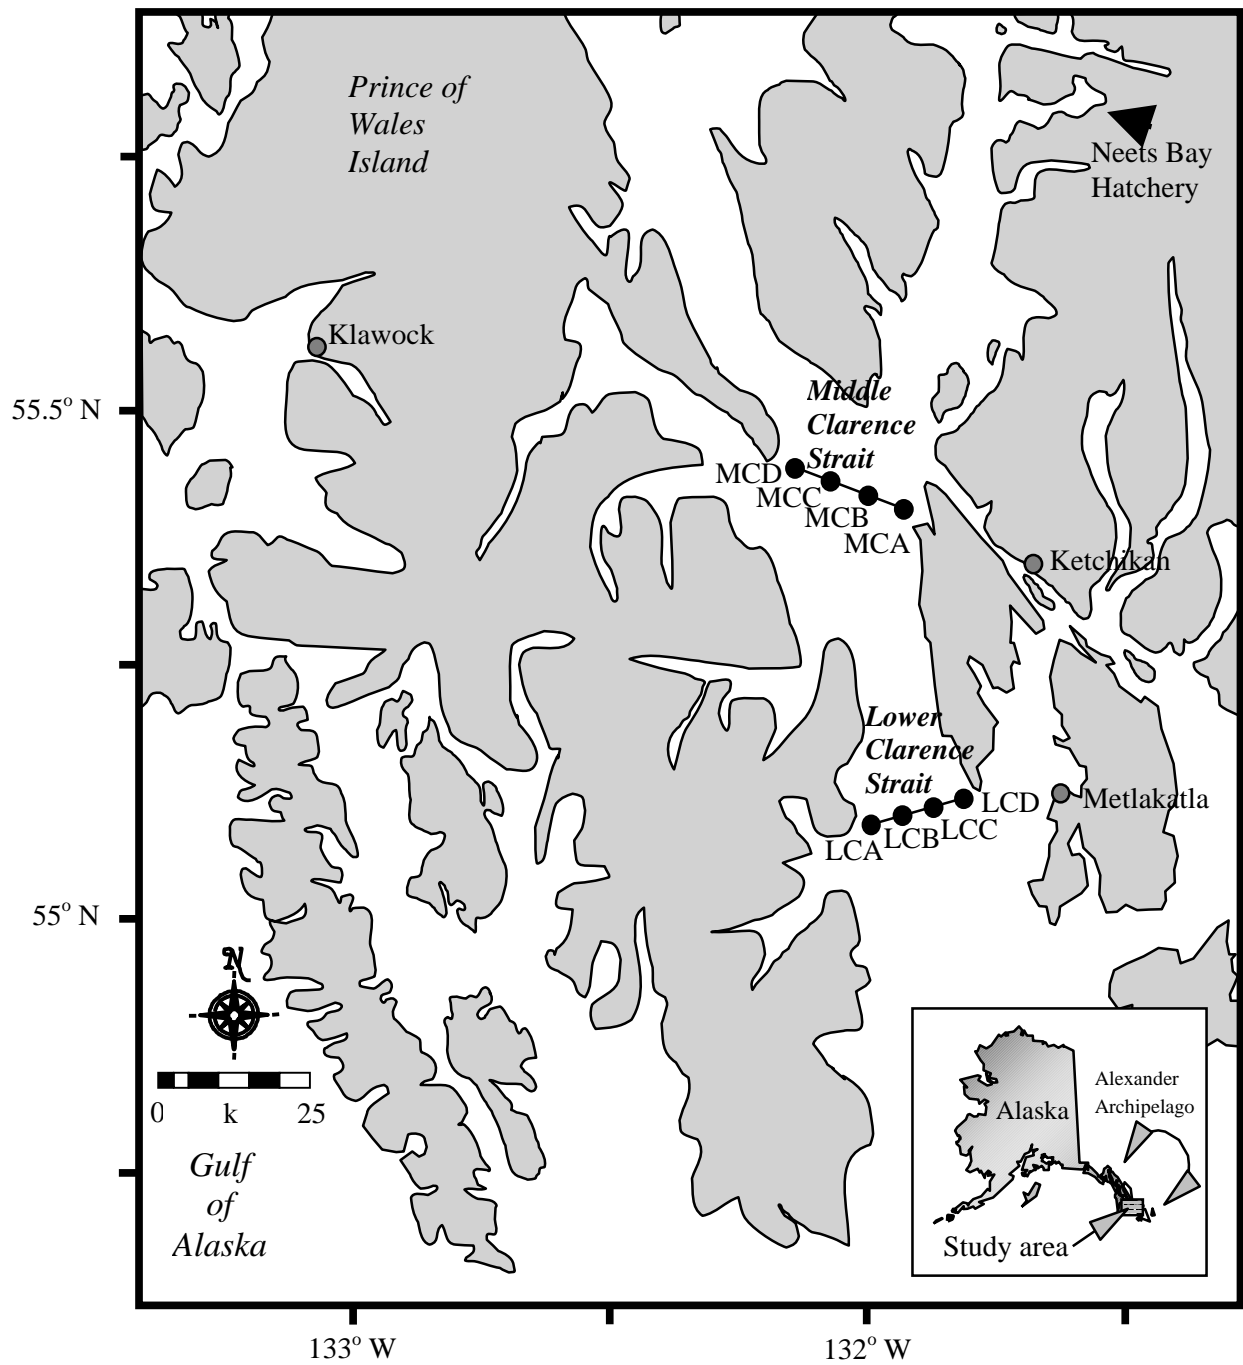 Prince of
Wales
Island
Neets Bay
Hatchery
Klawock
55.5° N
Middle
Clarence
Strait
MCD
MCC
MCB
MCA
Ketchikan
Lower
Clarence
Strait
LCD
LCC
LCB
LCA
Metlakatla
55° N
N
0 k 25
Gulf
of
Alaska
Alaska
Alexander
Archipelago
Study area
133° W
132° W